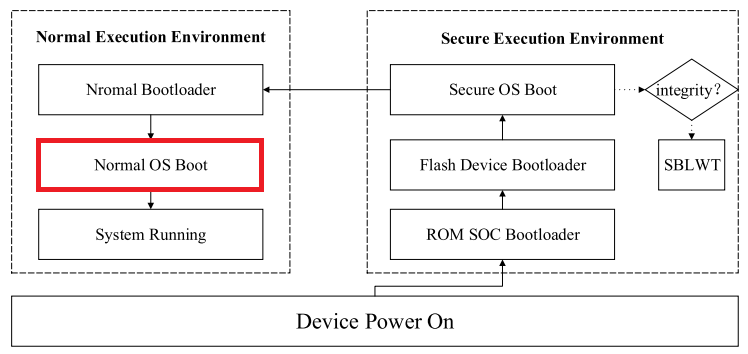 Normal Execution Environment
Nromal Bootloader
Normal OS Boot
System Running
Secure Execution Environment
Secure OS Boot
integrity?
Flash Device Bootloader
SBLWT
ROM SOC Bootloader
Device Power On